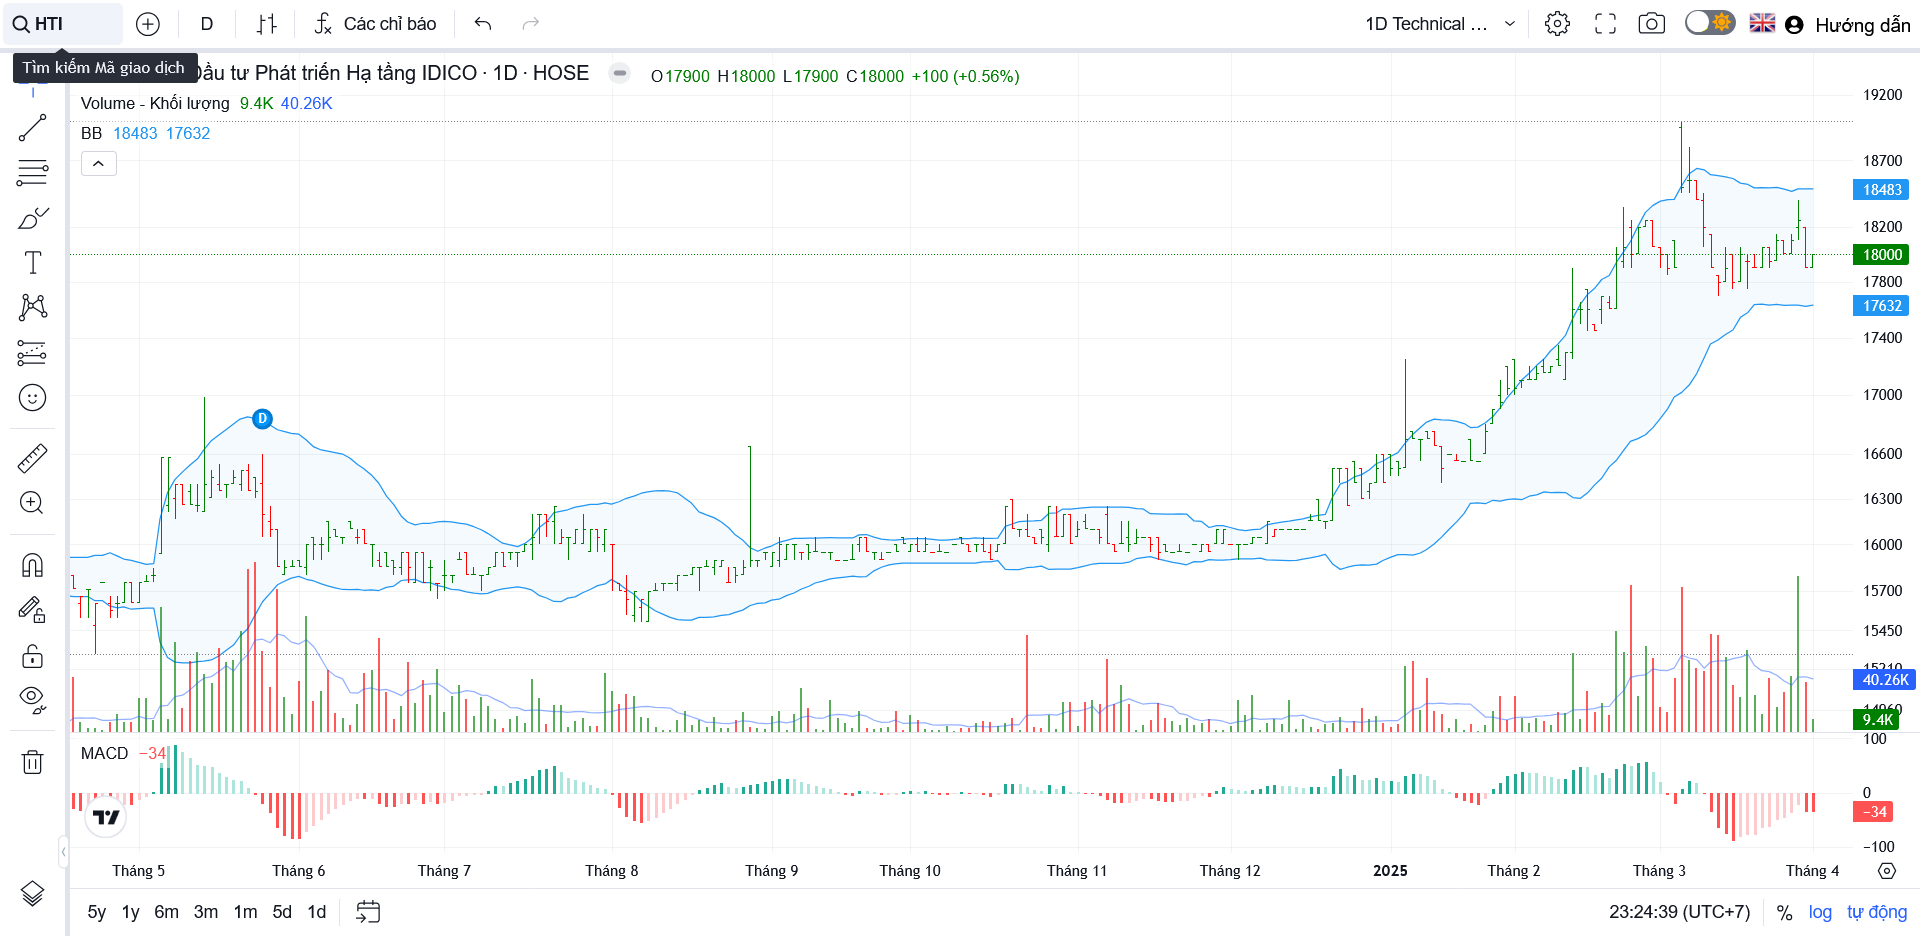 HTI
D
Các chỉ báo
1D Technical ...
Hướng dẫn
Tìm kiếm Mã giao dịch
Đầu tư Phát triển Hạ tầng IDICO · 1D · HOSE
O17900 H18000 L17900 C18000 +100 (+0.56%)
Volume - Khối lượng 9.4K 40.26K
BB 18483 17632
D
19200
18700
18483
18200
18000
17800
17632
17400
17000
16600
16300
16000
15700
15450
15210
40.26K
14960
9.4K
MACD −34
100
0
−34
−100
Tháng 5 Tháng 6 Tháng 7 Tháng 8 Tháng 9 Tháng 10 Tháng 11 Tháng 12 2025 Tháng 2 Tháng 3 Tháng 4
5y 1y 6m 3m 1m 5d 1d
23:24:39 (UTC+7) % log tự động